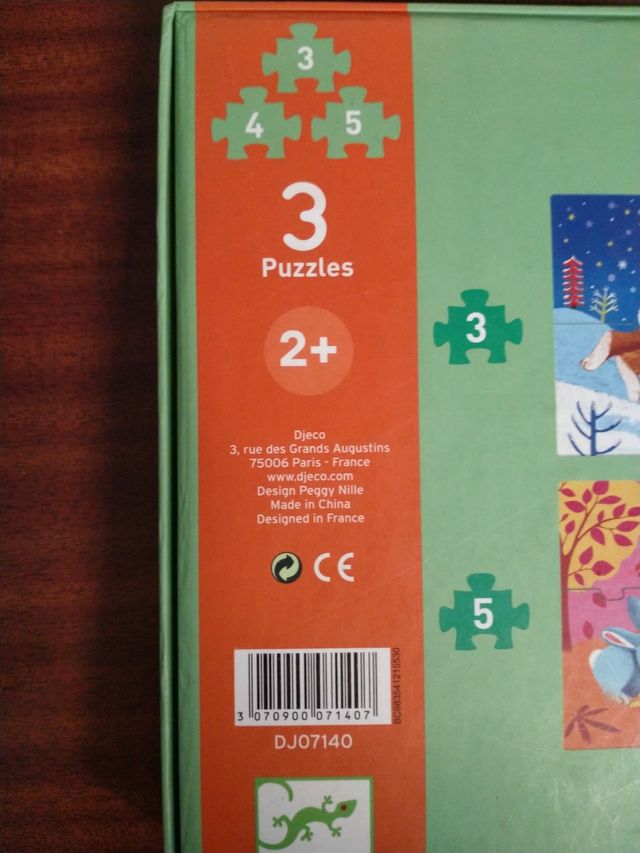 3
4 5
3
Puzzles
2+
3
Djeco
3, rue des Grands Augustins
75006 Paris - France
www.djeco.com
Design Peggy Nille
Made in China
Designed in France
CE
5
3 070900 071407
BC983541215530
DJ07140